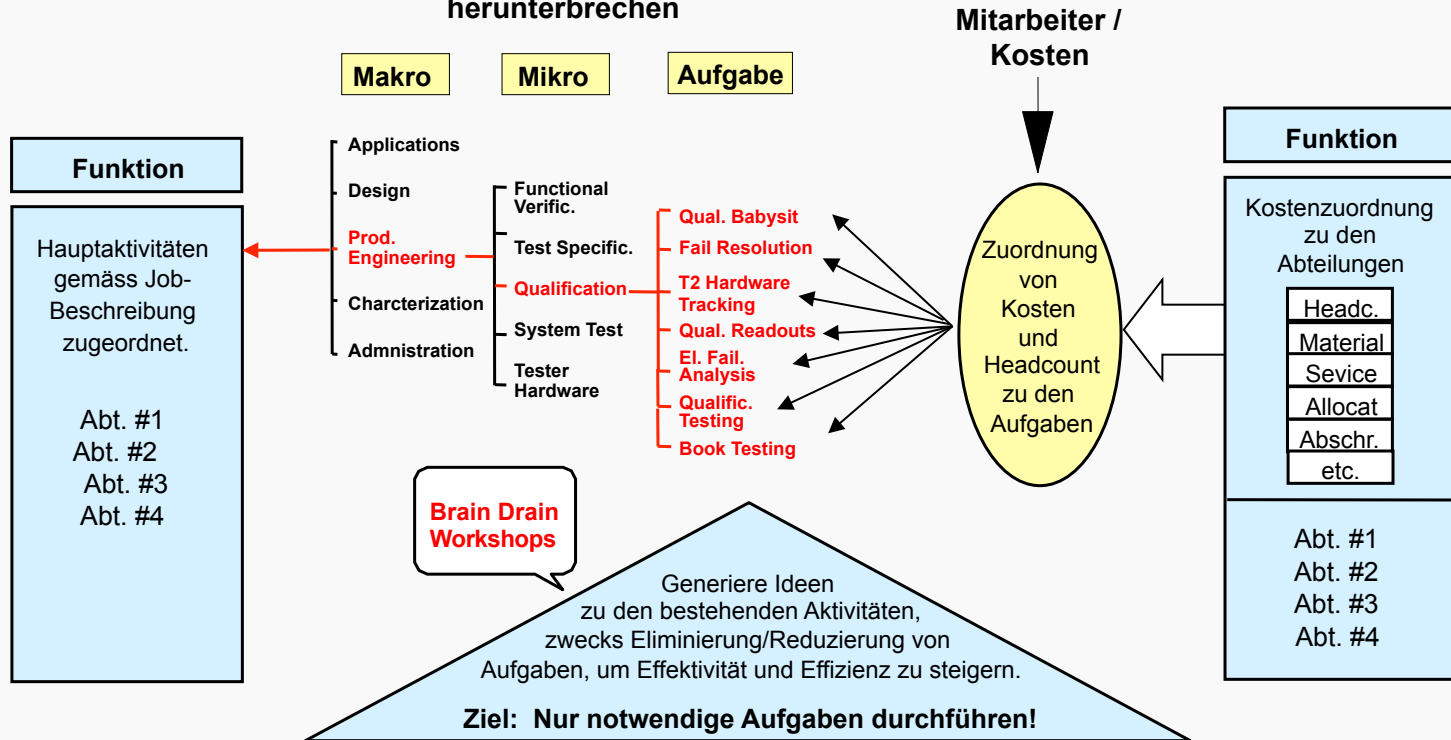 herunterbrechen
Mitarbeiter /
Kosten
Makro
Mikro
Aufgabe
Funktion
Hauptaktivitäten
gemäss Job-
Beschreibung
zugeordnet.
Abt. #1
Abt. #2
Abt. #3
Abt. #4
Applications
Design
Prod.
Engineering
Charcterization
Admnistration
Functional
Verific.
Test Specific.
Qualification
System Test
Tester
Hardware
Qual. Babysit
Fail Resolution
T2 Hardware
Tracking
Qual. Readouts
El. Fail.
Analysis
Qualific.
Testing
Book Testing
Zuordnung
von
Kosten
und
Headcount
zu den
Aufgaben
Funktion
Kostenzuordnung
zu den
Abteilungen
Headc.
Material
Sevice
Allocat
Abschr.
etc.
Abt. #1
Abt. #2
Abt. #3
Abt. #4
Brain Drain
Workshops
Generiere Ideen
zu den bestehenden Aktivitäten,
zwecks Eliminierung/Reduzierung von
Aufgaben, um Effektivität und Effizienz zu steigern.
Ziel: Nur notwendige Aufgaben durchführen!